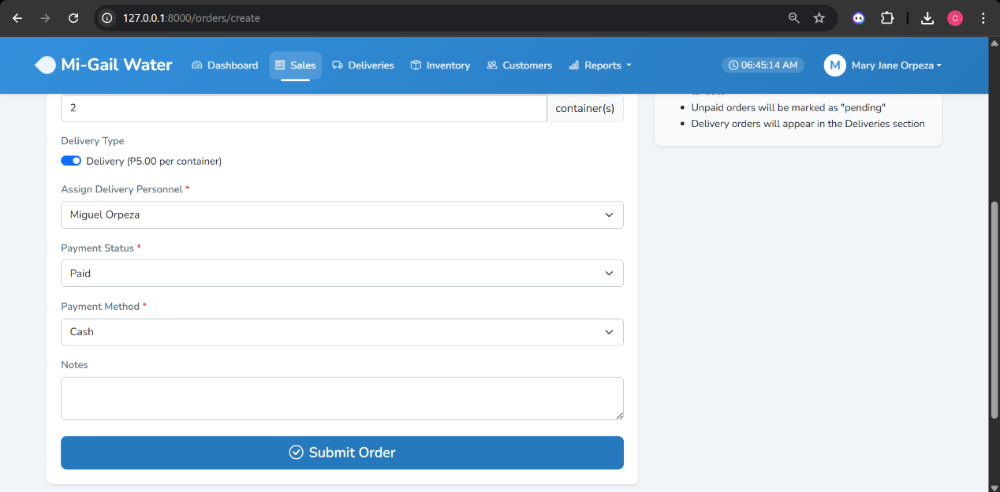 127.0.0.1:8000/orders/create
C
Mi-Gail Water
Dashboard
Sales
Deliveries
Inventory
Customers
Reports
06:45:14 AM
M
Mary Jane Orpeza
2
container(s)
Delivery Type
Delivery (₱5.00 per container)
Assign Delivery Personnel *
Miguel Orpeza
Payment Status *
Paid
Payment Method *
Cash
Notes
Submit Order
Unpaid orders will be marked as "pending"
Delivery orders will appear in the Deliveries section